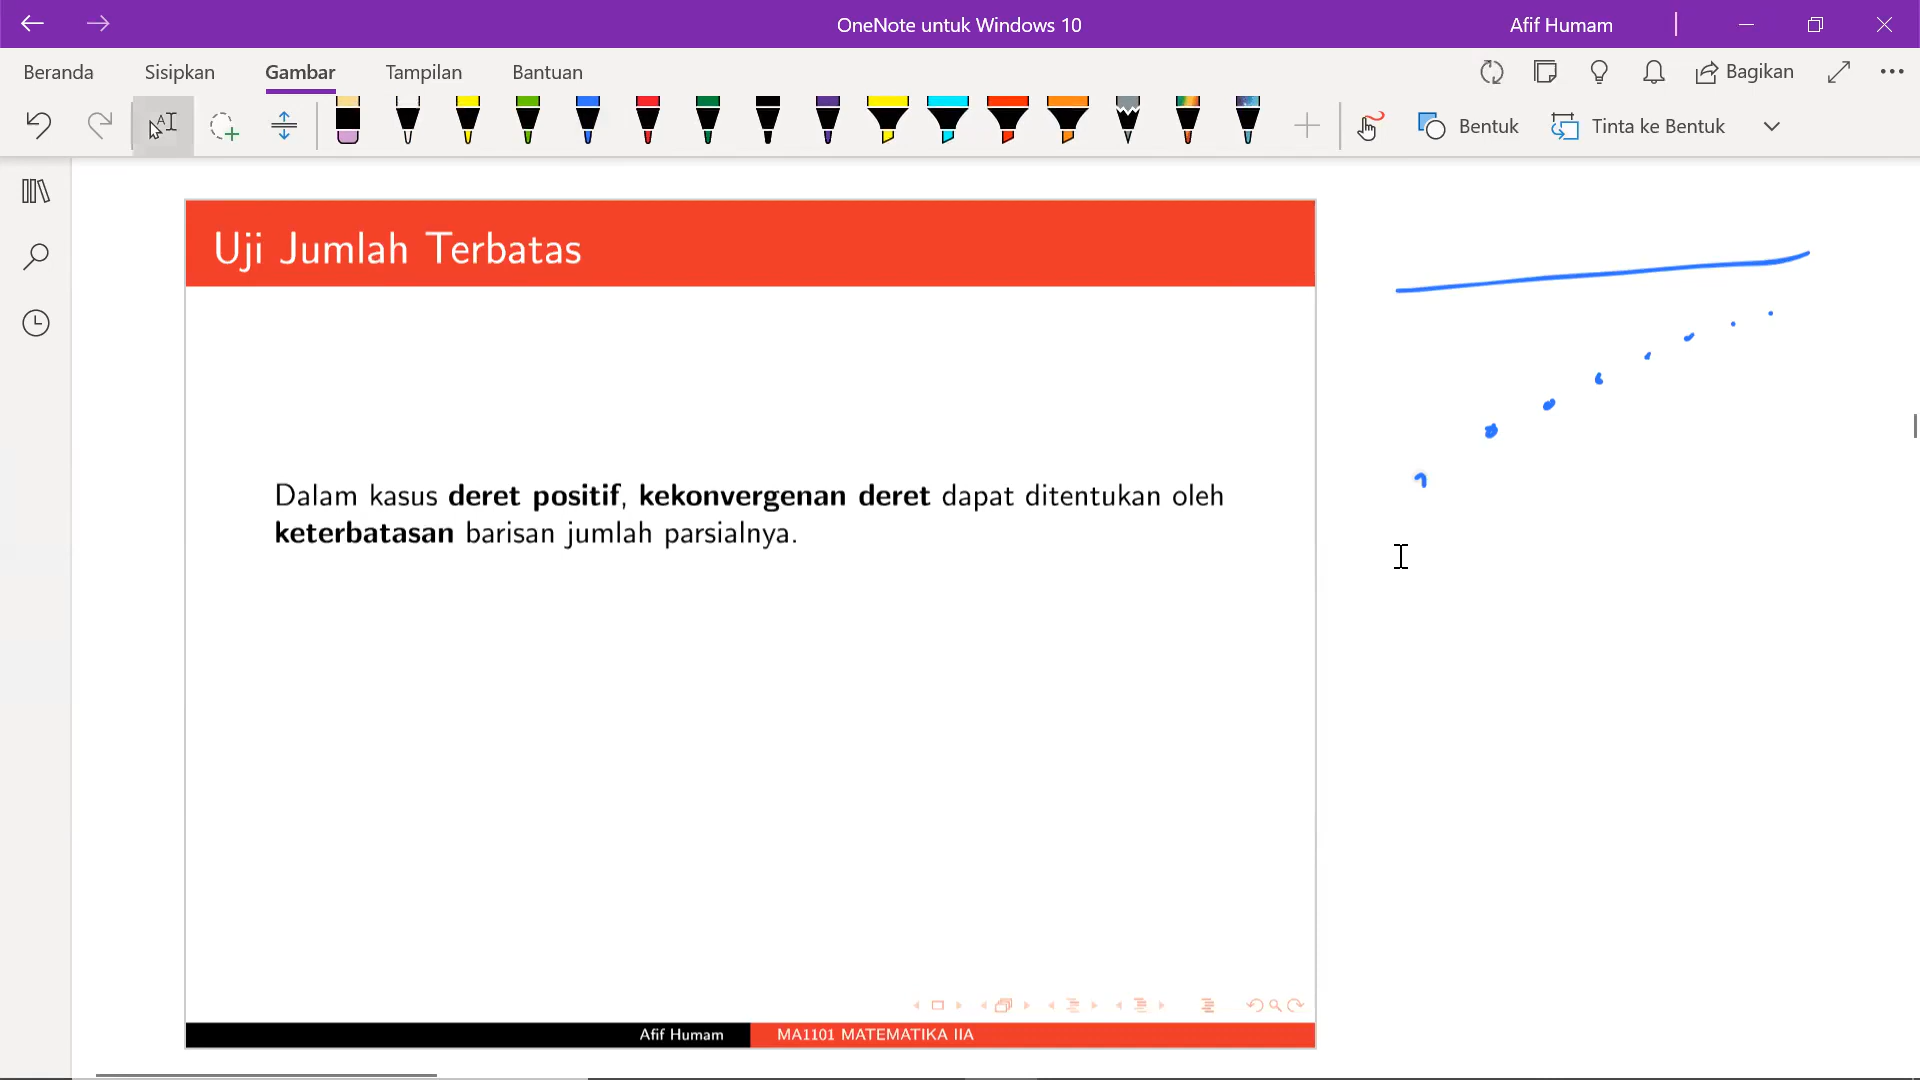 OneNote untuk Windows 10
Afif Humam
Beranda
Sisipkan
Gambar
Tampilan
Bantuan
Bagikan
Bentuk
Tinta ke Bentuk
Uji Jumlah Terbatas
Dalam kasus deret positif, kekonvergenan deret dapat ditentukan oleh
keterbatasan barisan jumlah parsialnya.
Afif Humam
MA1101 MATEMATIKA IIA